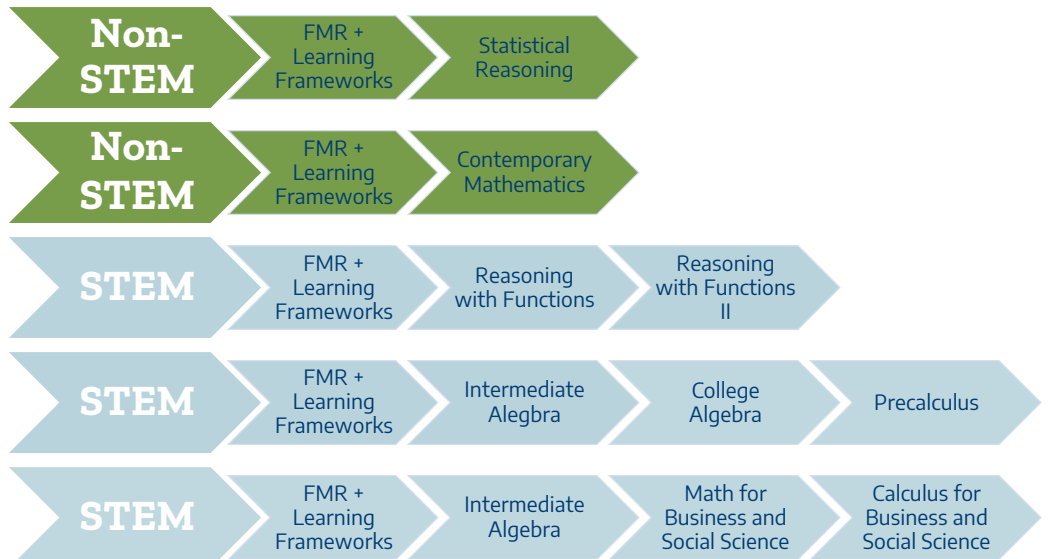 Non-
STEM
FMR +
Learning
Frameworks
Statistical
Reasoning
Non-
STEM
FMR +
Learning
Frameworks
Contemporary
Mathematics
STEM
FMR +
Learning
Frameworks
Reasoning
with Functions
Reasoning
with Functions
II
STEM
FMR +
Learning
Frameworks
Intermediate
Alegbra
College
Algebra
Precalculus
STEM
FMR +
Learning
Frameworks
Intermediate
Algebra
Math for
Business and
Social Science
Calculus for
Business and
Social Science